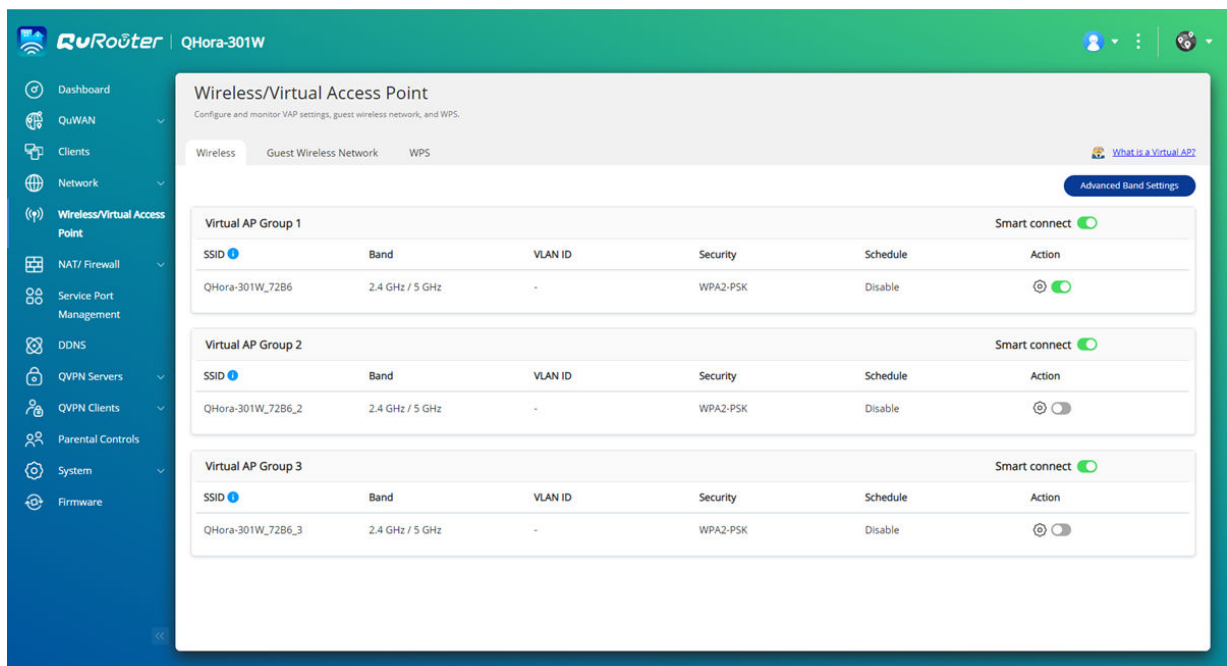 QuRoûter | QHora-301W
Dashboard
QuWAN
Clients
Network
Wireless/Virtual Access
Point
NAT/ Firewall
Service Port
Management
DDNS
QVPN Servers
QVPN Clients
Parental Controls
System
Firmware
Wireless/Virtual Access Point
Configure and monitor VAP settings, guest wireless network, and WPS.
Wireless Guest Wireless Network WPS What is a Virtual AP?
Advanced Band Settings
Virtual AP Group 1 Smart connect
SSID Band VLAN ID Security Schedule Action
QHora-301W_72B6 2.4 GHz / 5 GHz - WPA2-PSK Disable
Virtual AP Group 2 Smart connect
SSID Band VLAN ID Security Schedule Action
QHora-301W_72B6_2 2.4 GHz / 5 GHz - WPA2-PSK Disable
Virtual AP Group 3 Smart connect
SSID Band VLAN ID Security Schedule Action
QHora-301W_72B6_3 2.4 GHz / 5 GHz - WPA2-PSK Disable